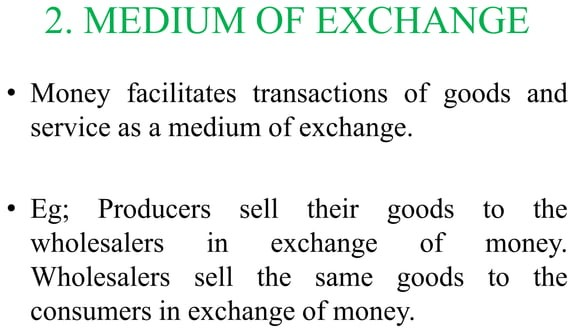 2. MEDIUM OF EXCHANGE
• Money facilitates transactions of goods and
service as a medium of exchange.
• Eg; Producers sell their goods to the
wholesalers in exchange of money.
Wholesalers sell the same goods to the
consumers in exchange of money.